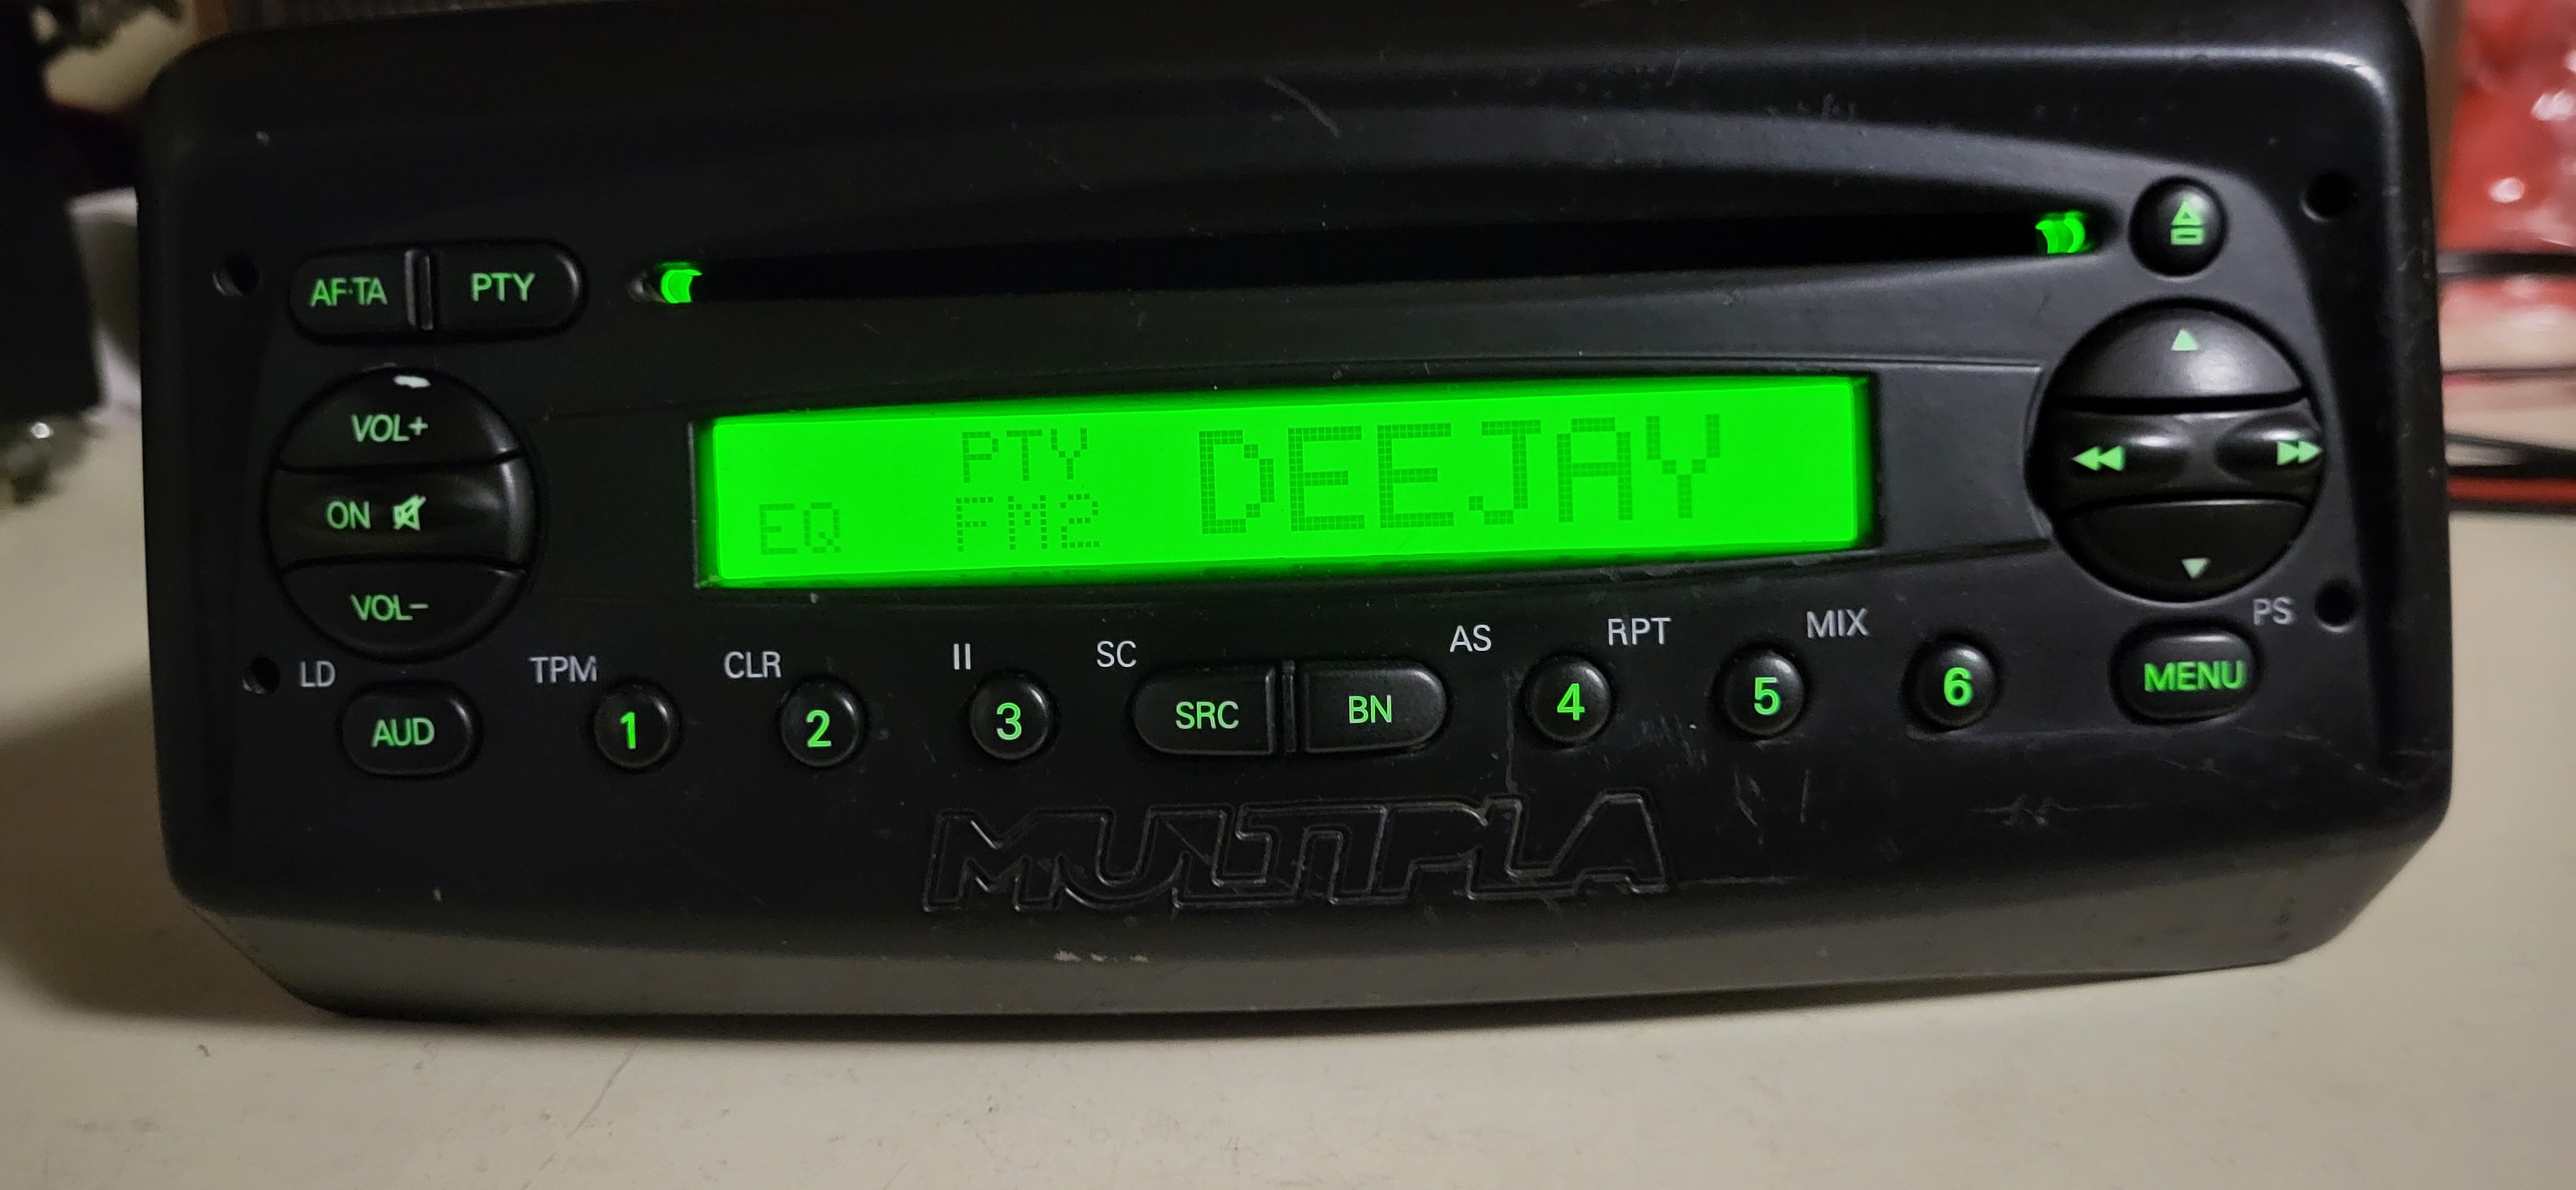 AF·TA PTY
VOL+
ON
VOL−
PTY DEEJAY
EQ FM2
LD TPM CLR II SC AS RPT MIX PS
AUD 1 2 3 SRC BN 4 5 6 MENU
MULTIPLA